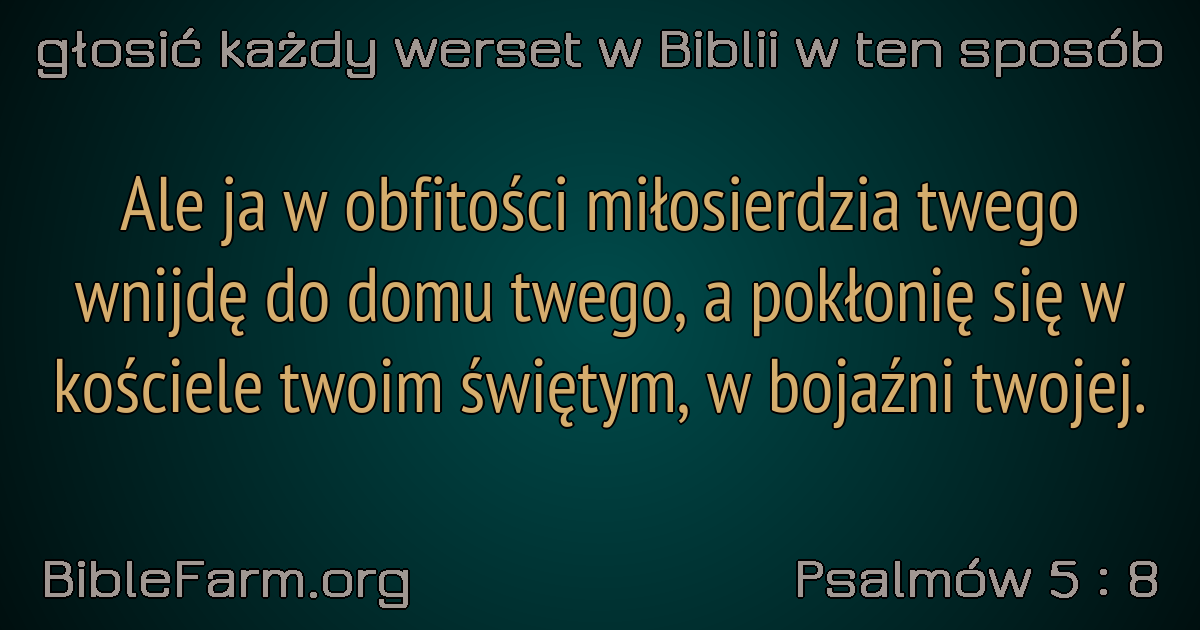 głosić każdy werset w Biblii w ten sposób
Ale ja w obfitości miłosierdzia twego
wnijdę do domu twego, a pokłonię się w
kościele twoim świętym, w bojaźni twojej.
BibleFarm.org
Psalmów 5 : 8